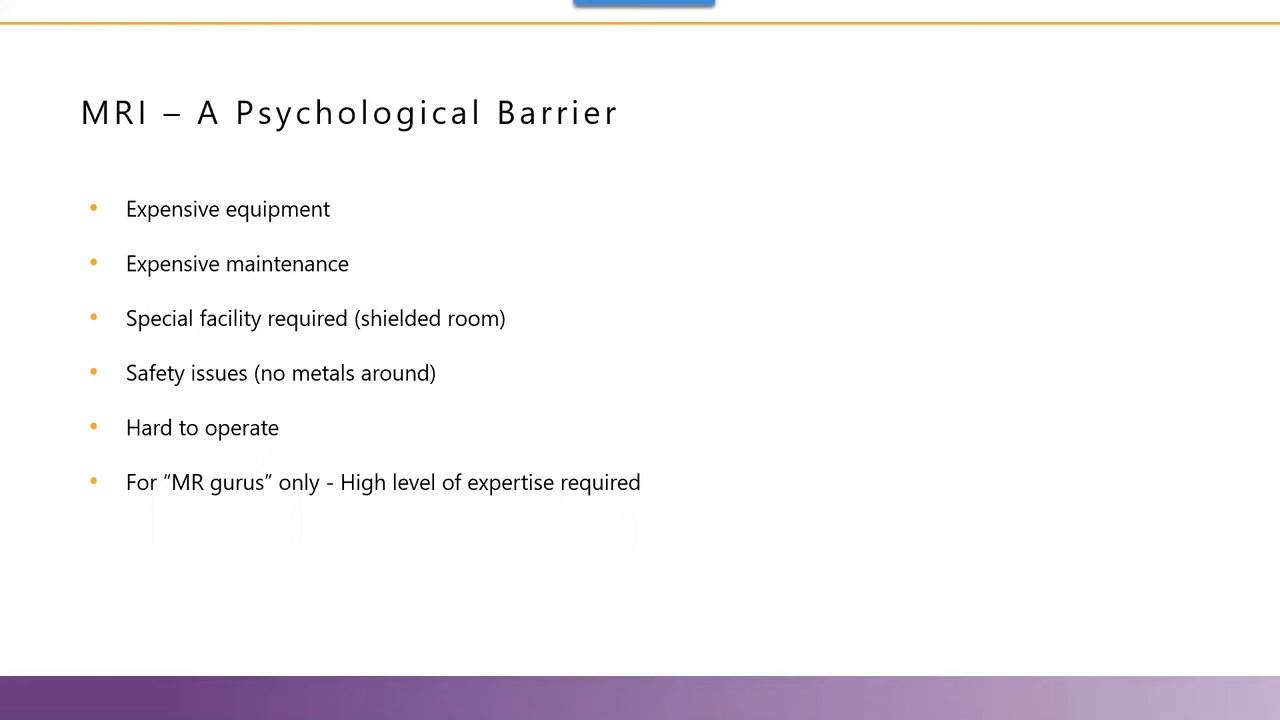 MRI – A Psychological Barrier
• Expensive equipment
• Expensive maintenance
• Special facility required (shielded room)
• Safety issues (no metals around)
• Hard to operate
• For “MR gurus” only - High level of expertise required